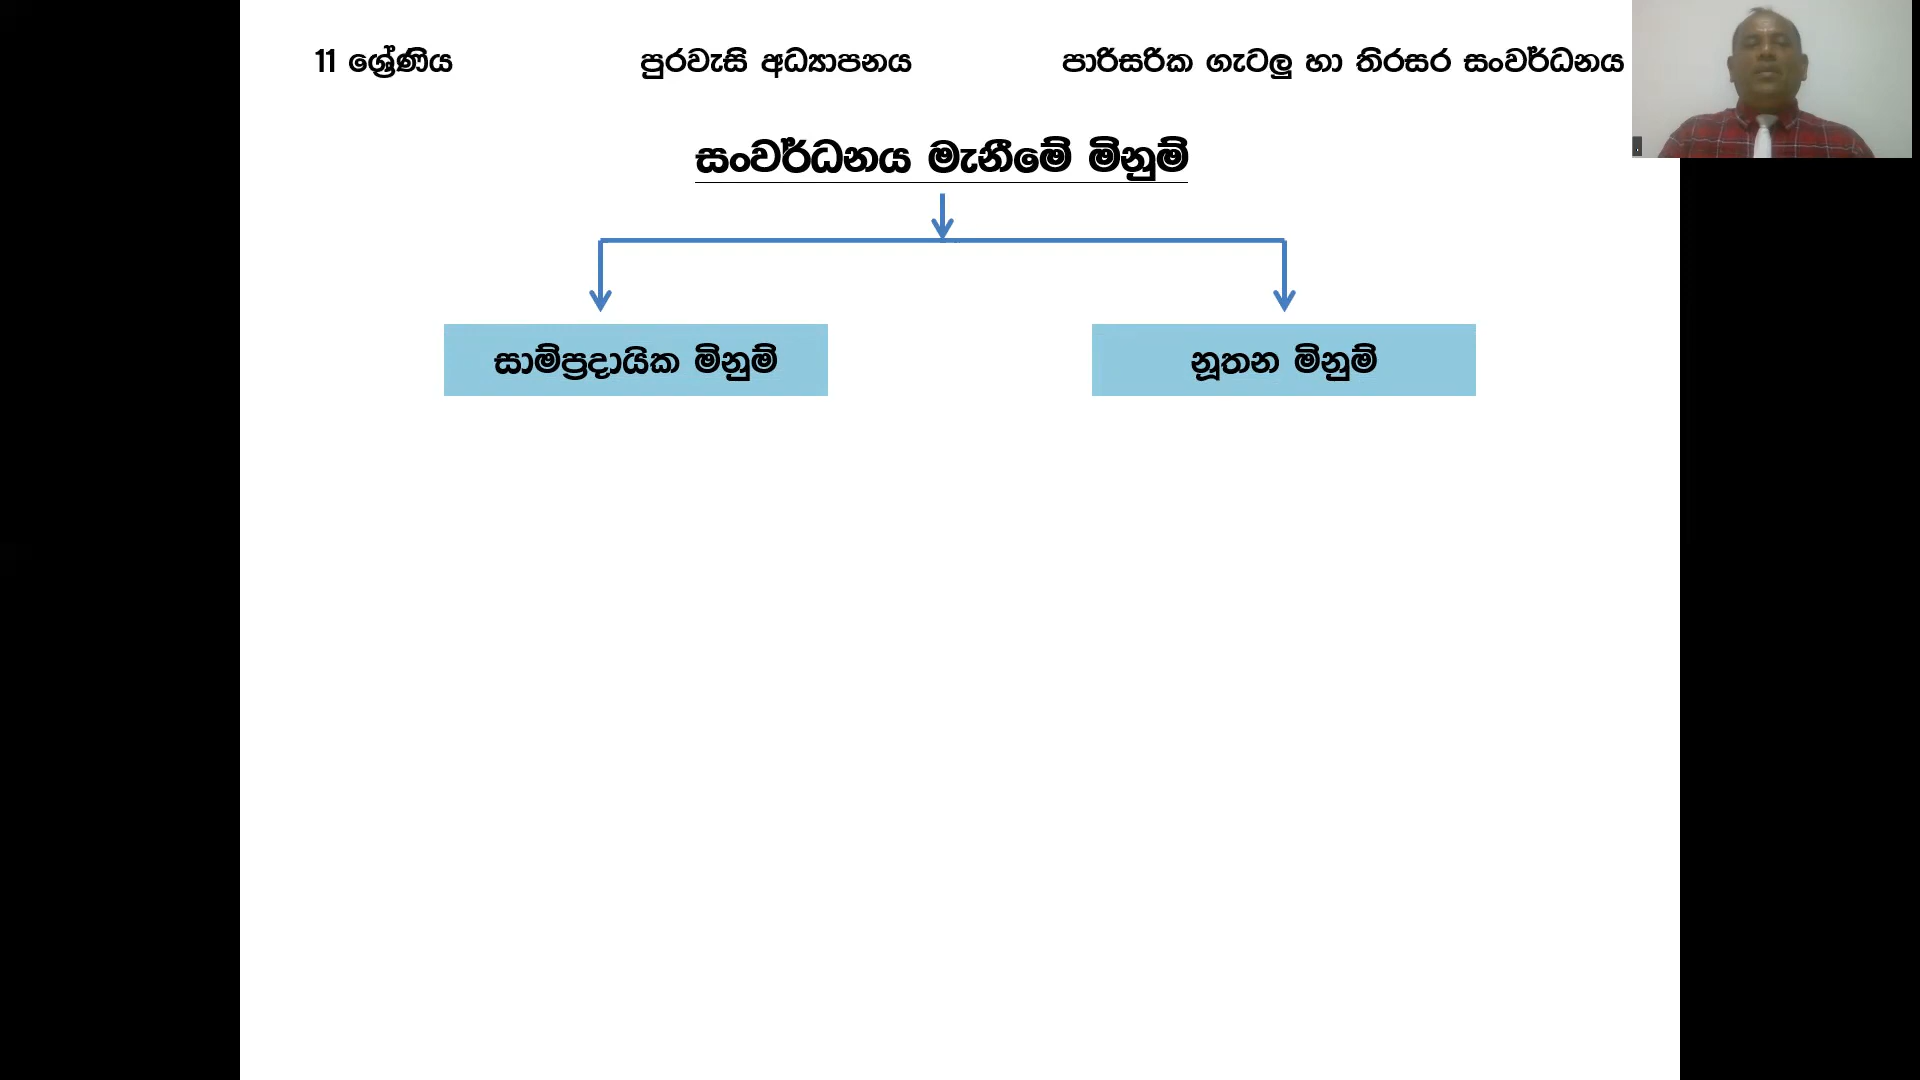 11 ශ්‍රේණිය පුරවැසි අධ්‍යාපනය පාරිසරික ගැටලු හා තිරසර සංවර්ධනය
සංවර්ධනය මැනීමේ මිනුම්
සාම්ප්‍රදායික මිනුම් නූතන මිනුම්